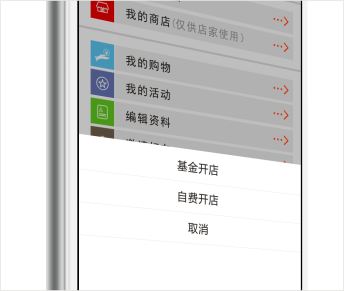 我的商店(仅供店家使用)
我的购物
我的活动
编辑资料
基金开店
自费开店
取消